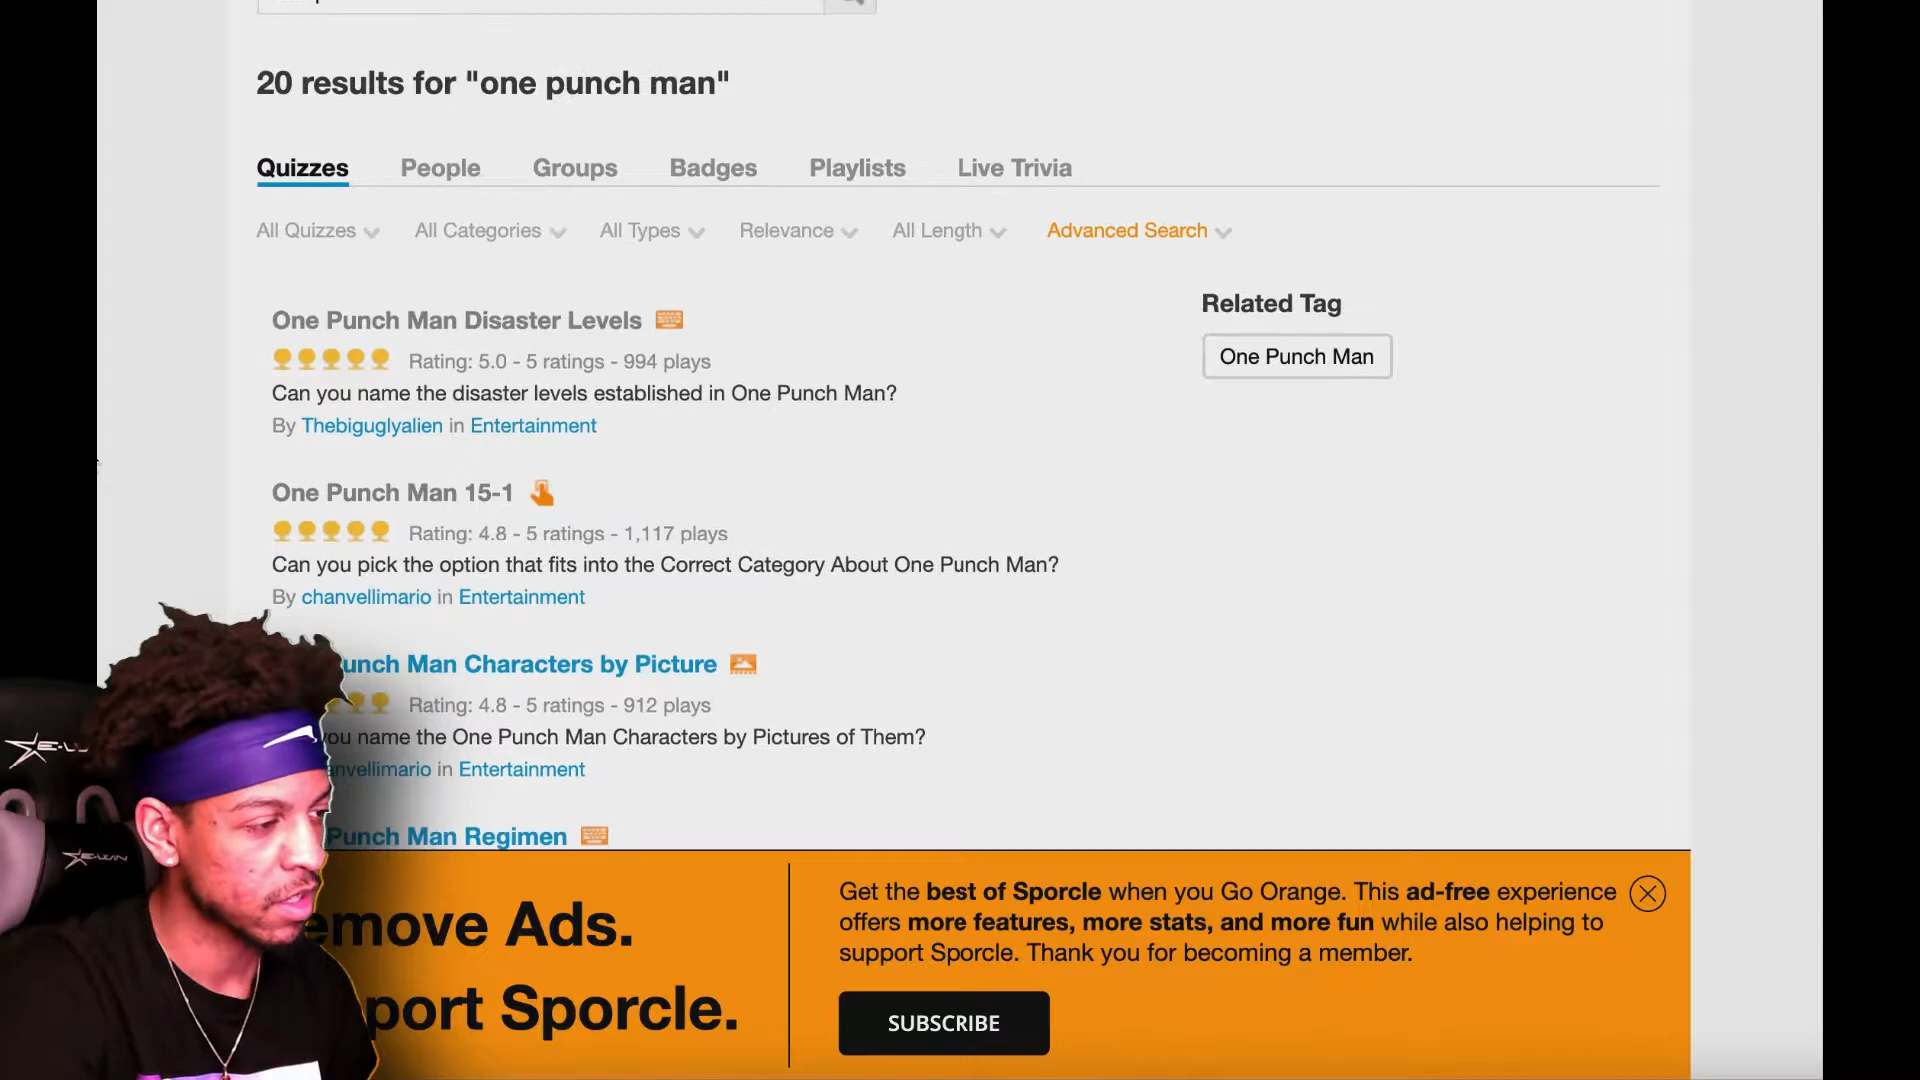 20 results for "one punch man"
Quizzes People Groups Badges Playlists Live Trivia
All Quizzes All Categories All Types Relevance All Length Advanced Search
One Punch Man Disaster Levels
Rating: 5.0 - 5 ratings - 994 plays
Can you name the disaster levels established in One Punch Man?
By Thebiguglyalien in Entertainment
Related Tag
One Punch Man
One Punch Man 15-1
Rating: 4.8 - 5 ratings - 1,117 plays
Can you pick the option that fits into the Correct Category About One Punch Man?
By chanvellimario in Entertainment
unch Man Characters by Picture
Rating: 4.8 - 5 ratings - 912 plays
you name the One Punch Man Characters by Pictures of Them?
anvellimario in Entertainment
Punch Man Regimen
emove Ads.
port Sporcle.
Get the best of Sporcle when you Go Orange. This ad-free experience
offers more features, more stats, and more fun while also helping to
support Sporcle. Thank you for becoming a member.
SUBSCRIBE
E-WIN